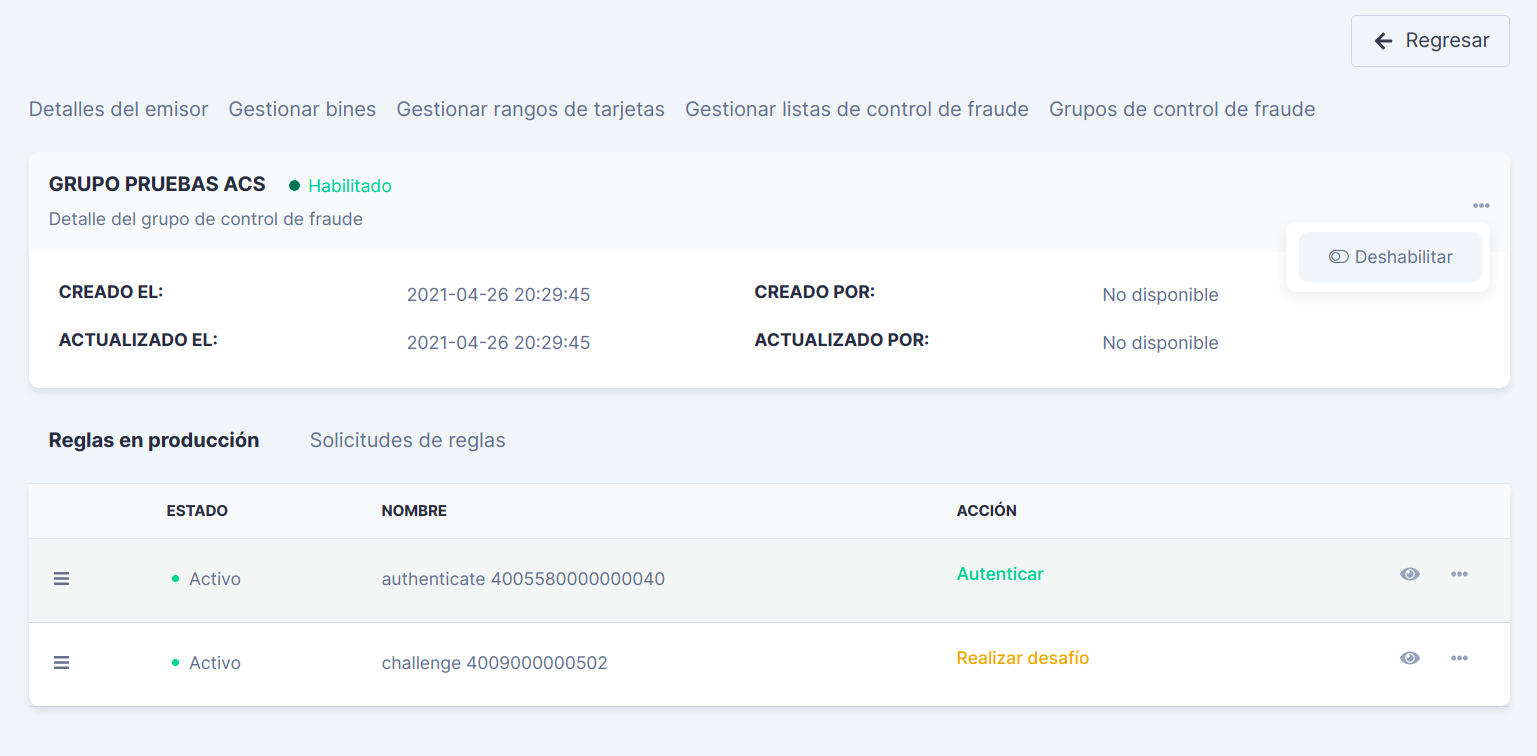 Regresar
Detalles del emisor Gestionar bines Gestionar rangos de tarjetas Gestionar listas de control de fraude Grupos de control de fraude
GRUPO PRUEBAS ACS Habilitado
Detalle del grupo de control de fraude
Deshabilitar
CREADO EL: 2021-04-26 20:29:45 CREADO POR: No disponible
ACTUALIZADO EL: 2021-04-26 20:29:45 ACTUALIZADO POR: No disponible
Reglas en producción Solicitudes de reglas
ESTADO NOMBRE ACCIÓN
Activo authenticate 4005580000000040 Autenticar
Activo challenge 4009000000502 Realizar desafío